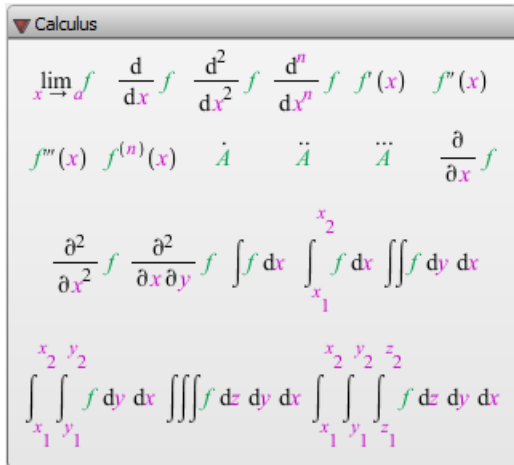 Calculus
lim x→a f  d/dx f  d²/dx² f  dⁿ/dxⁿ f  f'(x)  f''(x)
f'''(x)  f⁽ⁿ⁾(x)  Ȧ  Ä  A⃛  ∂/∂x f
∂²/∂x² f  ∂²/∂x∂y f  ∫f dx  ∫_{x₁}^{x₂} f dx  ∬f dy dx
∫_{x₁}^{x₂} ∫_{y₁}^{y₂} f dy dx  ∭f dz dy dx  ∫_{x₁}^{x₂} ∫_{y₁}^{y₂} ∫_{z₁}^{z₂} f dz dy dx